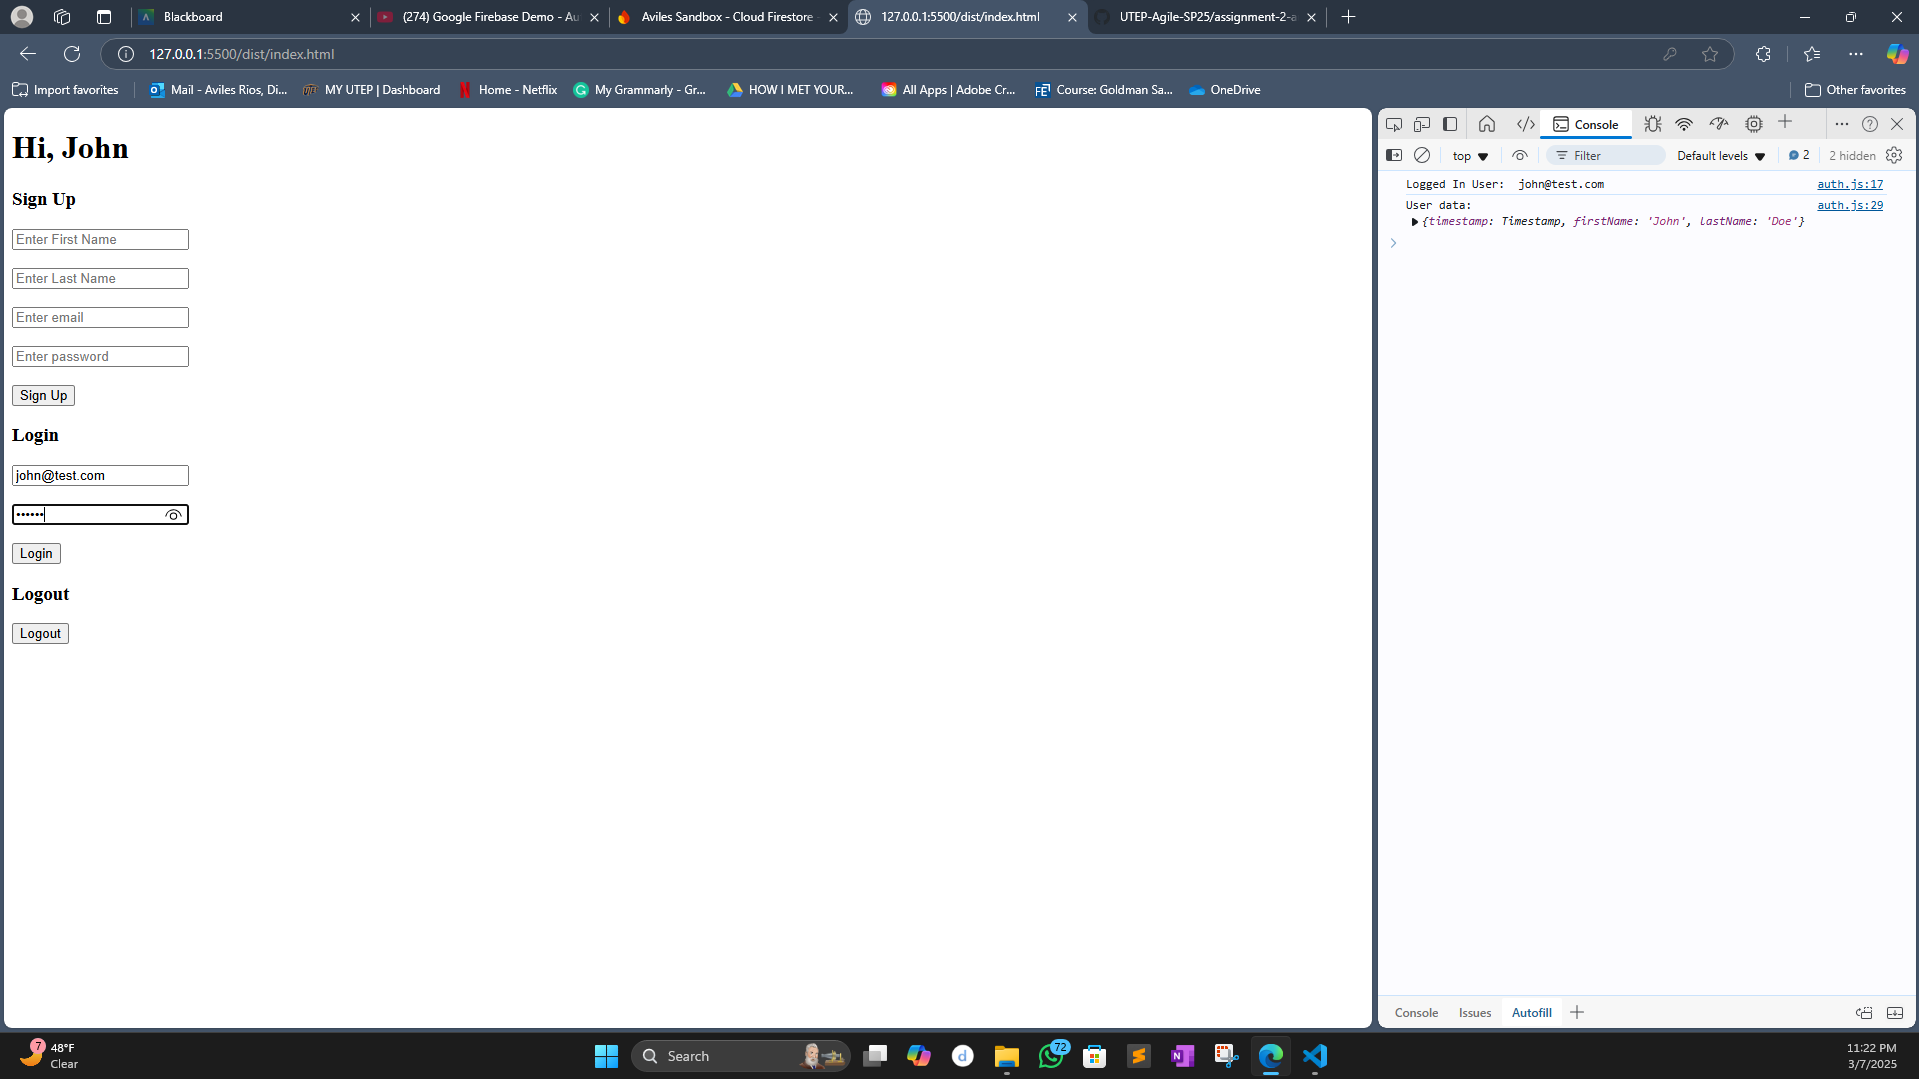 Blackboard
(274) Google Firebase Demo - Au
Aviles Sandbox - Cloud Firestore -
127.0.0.1:5500/dist/index.html
UTEP-Agile-SP25/assignment-2-a
127.0.0.1:5500/dist/index.html
Import favorites
Mail - Aviles Rios, Di...
MY UTEP | Dashboard
Home - Netflix
My Grammarly - Gr...
HOW I MET YOUR...
All Apps | Adobe Cr...
Course: Goldman Sa...
OneDrive
Other favorites
Hi, John
Sign Up
Enter First Name
Enter Last Name
Enter email
Enter password
Sign Up
Login
john@test.com
••••••
Login
Logout
Logout
Console
top
Filter
Default levels
2
2 hidden
Logged In User: john@test.com
auth.js:17
User data:
auth.js:29
{timestamp: Timestamp, firstName: 'John', lastName: 'Doe'}
Console
Issues
Autofill
7
48°F
Clear
Search
72
11:22 PM
3/7/2025